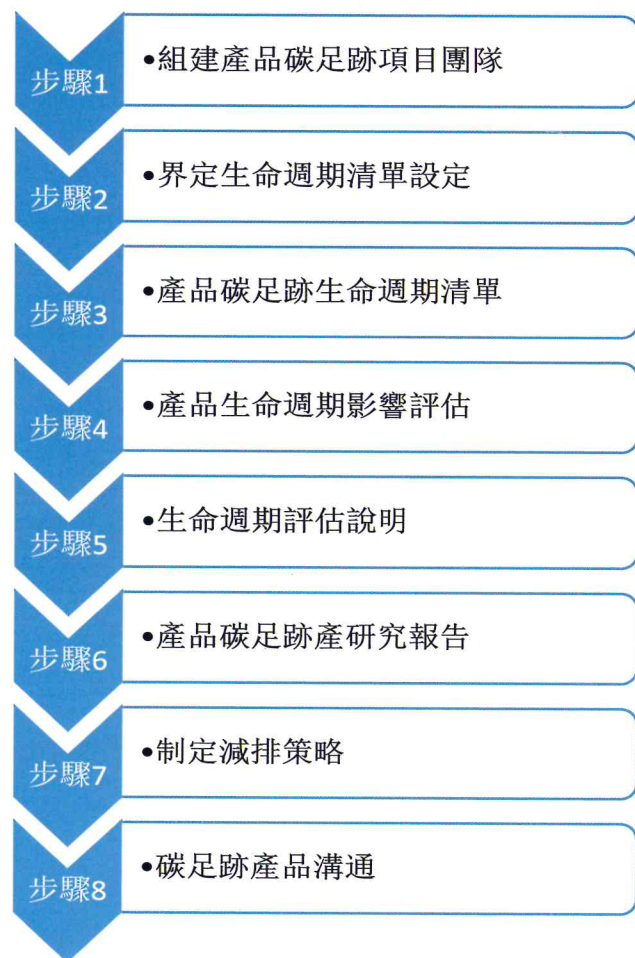 步驟1
•組建產品碳足跡項目團隊
步驟2
•界定生命週期清單設定
步驟3
•產品碳足跡生命週期清單
步驟4
•產品生命週期影響評估
步驟5
•生命週期評估說明
步驟6
•產品碳足跡產研究報告
步驟7
•制定減排策略
步驟8
•碳足跡產品溝通